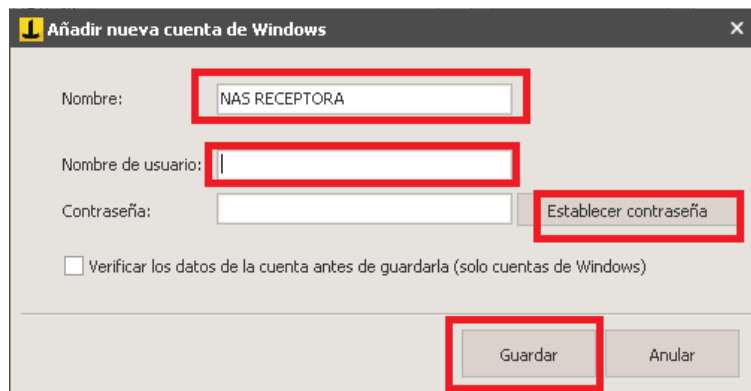 Añadir nueva cuenta de Windows
Nombre: NAS RECEPTORA
Nombre de usuario:
Contraseña: Establecer contraseña
Verificar los datos de la cuenta antes de guardarla (solo cuentas de Windows)
Guardar Anular